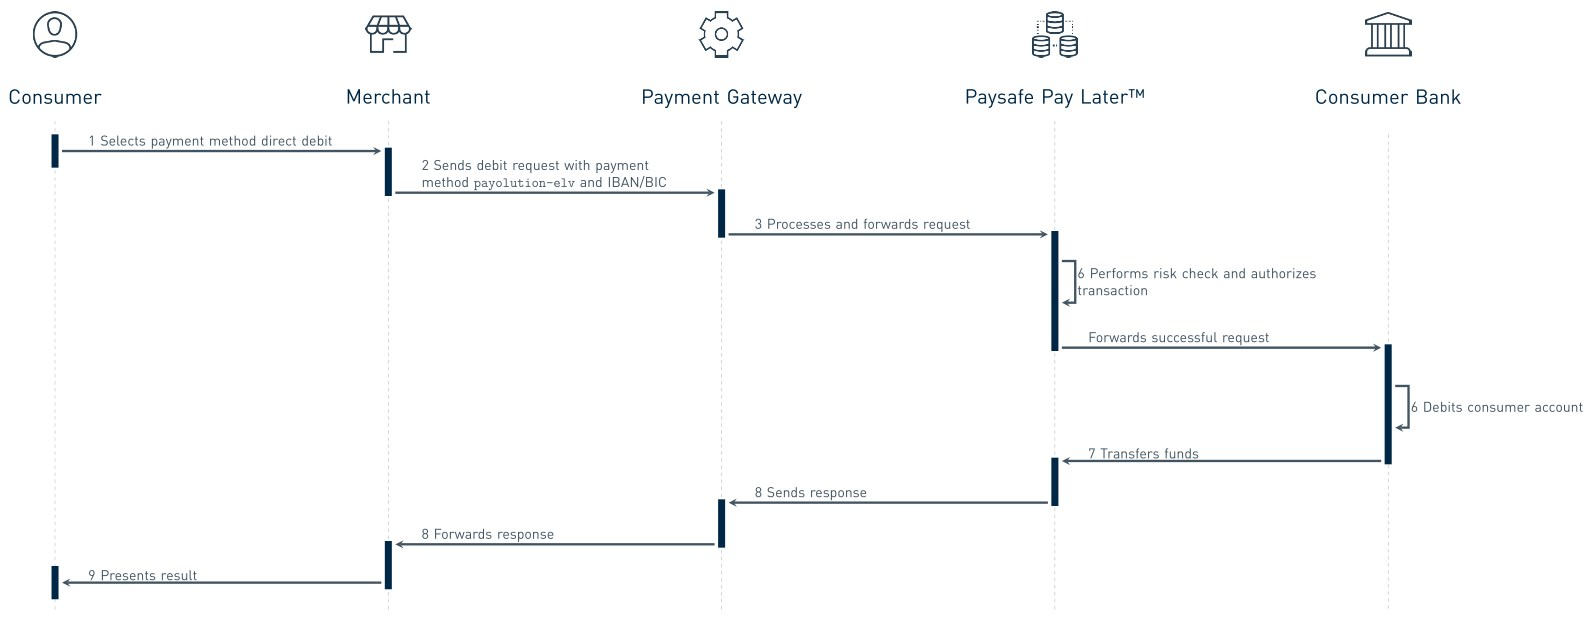 Consumer
Merchant
Payment Gateway
Paysafe Pay Later™
Consumer Bank
1 Selects payment method direct debit
2 Sends debit request with payment
method payolution-elv and IBAN/BIC
3 Processes and forwards request
6 Performs risk check and authorizes
transaction
Forwards successful request
6 Debits consumer account
7 Transfers funds
8 Sends response
8 Forwards response
9 Presents result